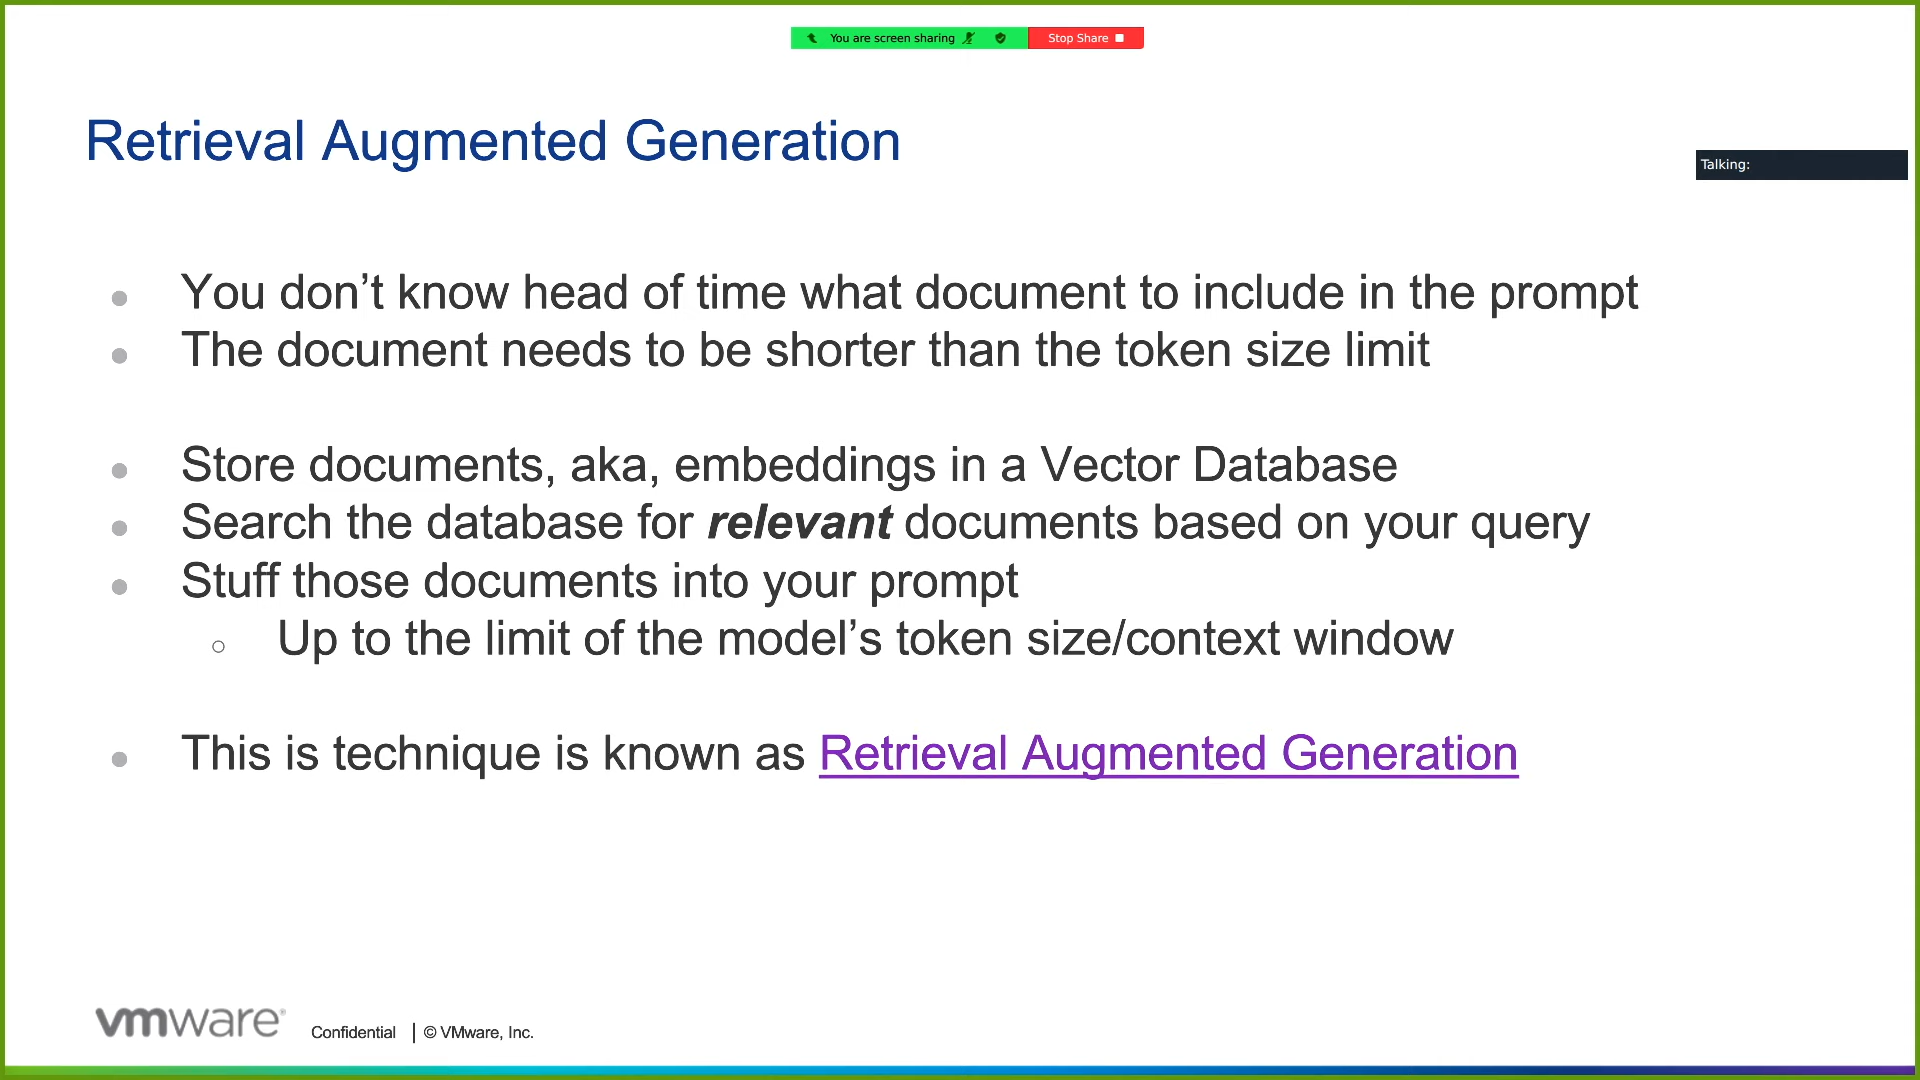 You are screen sharing
Stop Share
Retrieval Augmented Generation
Talking:
You don’t know head of time what document to include in the prompt
The document needs to be shorter than the token size limit
Store documents, aka, embeddings in a Vector Database
Search the database for relevant documents based on your query
Stuff those documents into your prompt
Up to the limit of the model’s token size/context window
This is technique is known as Retrieval Augmented Generation
vmware® Confidential | © VMware, Inc.